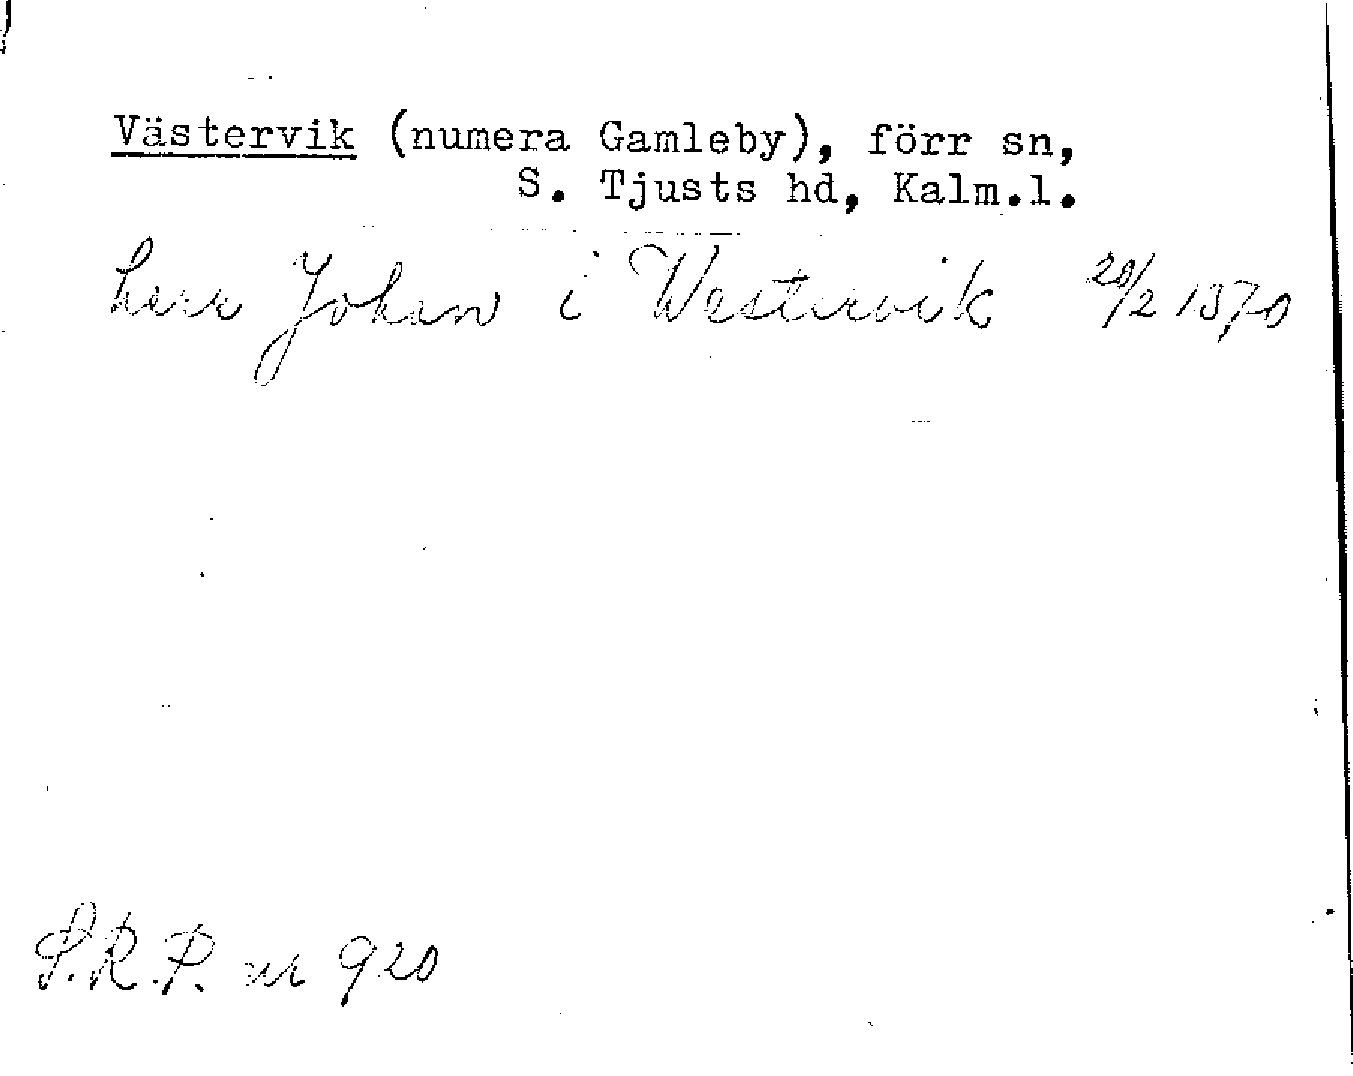 Västervik (numera Gamleby), förr sn,
S. Tjusts hd, Kalm.l.
herr Johan i Westervik 20/2 1370
S.R.P. nr 920